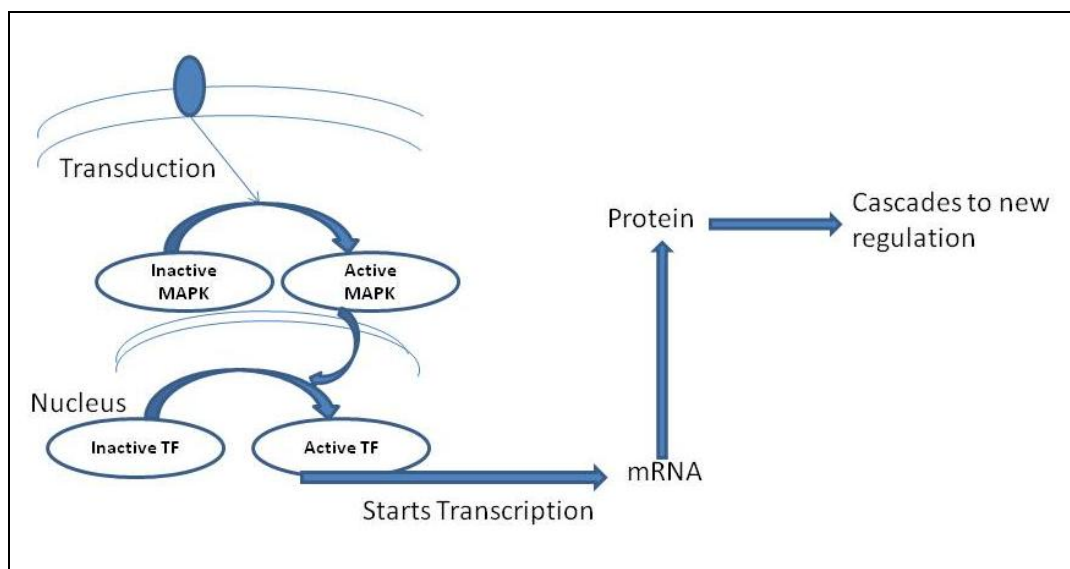 Transduction
Inactive
MAPK
Active
MAPK
Nucleus
Inactive TF
Active TF
Starts Transcription
mRNA
Protein
Cascades to new
regulation